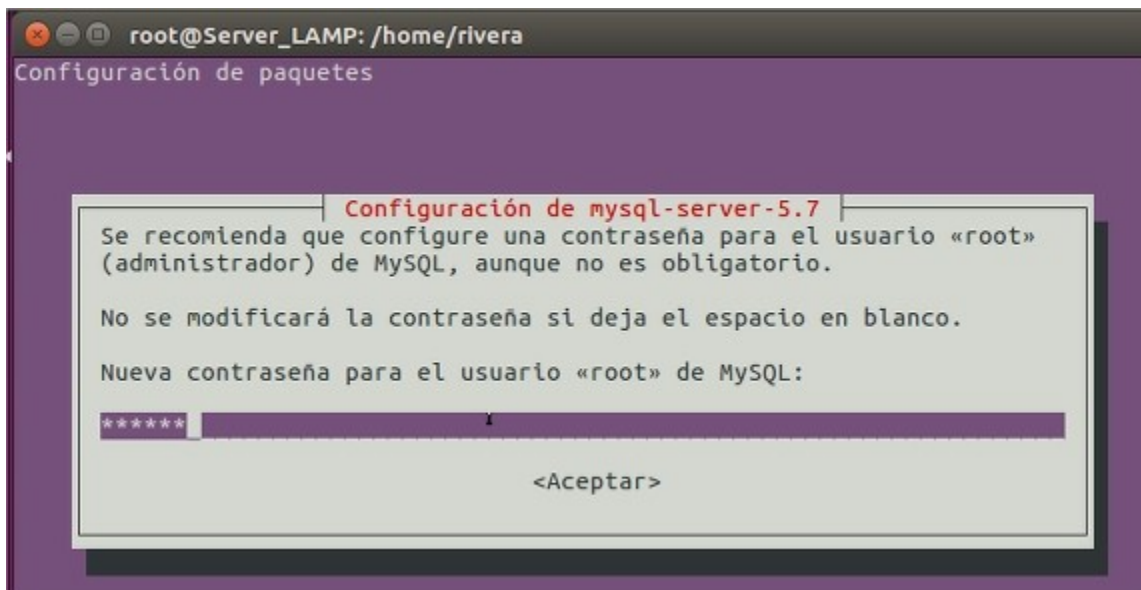 root@Server_LAMP: /home/rivera
Configuración de paquetes
Configuración de mysql-server-5.7
Se recomienda que configure una contraseña para el usuario «root»
(administrador) de MySQL, aunque no es obligatorio.
No se modificará la contraseña si deja el espacio en blanco.
Nueva contraseña para el usuario «root» de MySQL:
******_
<Aceptar>